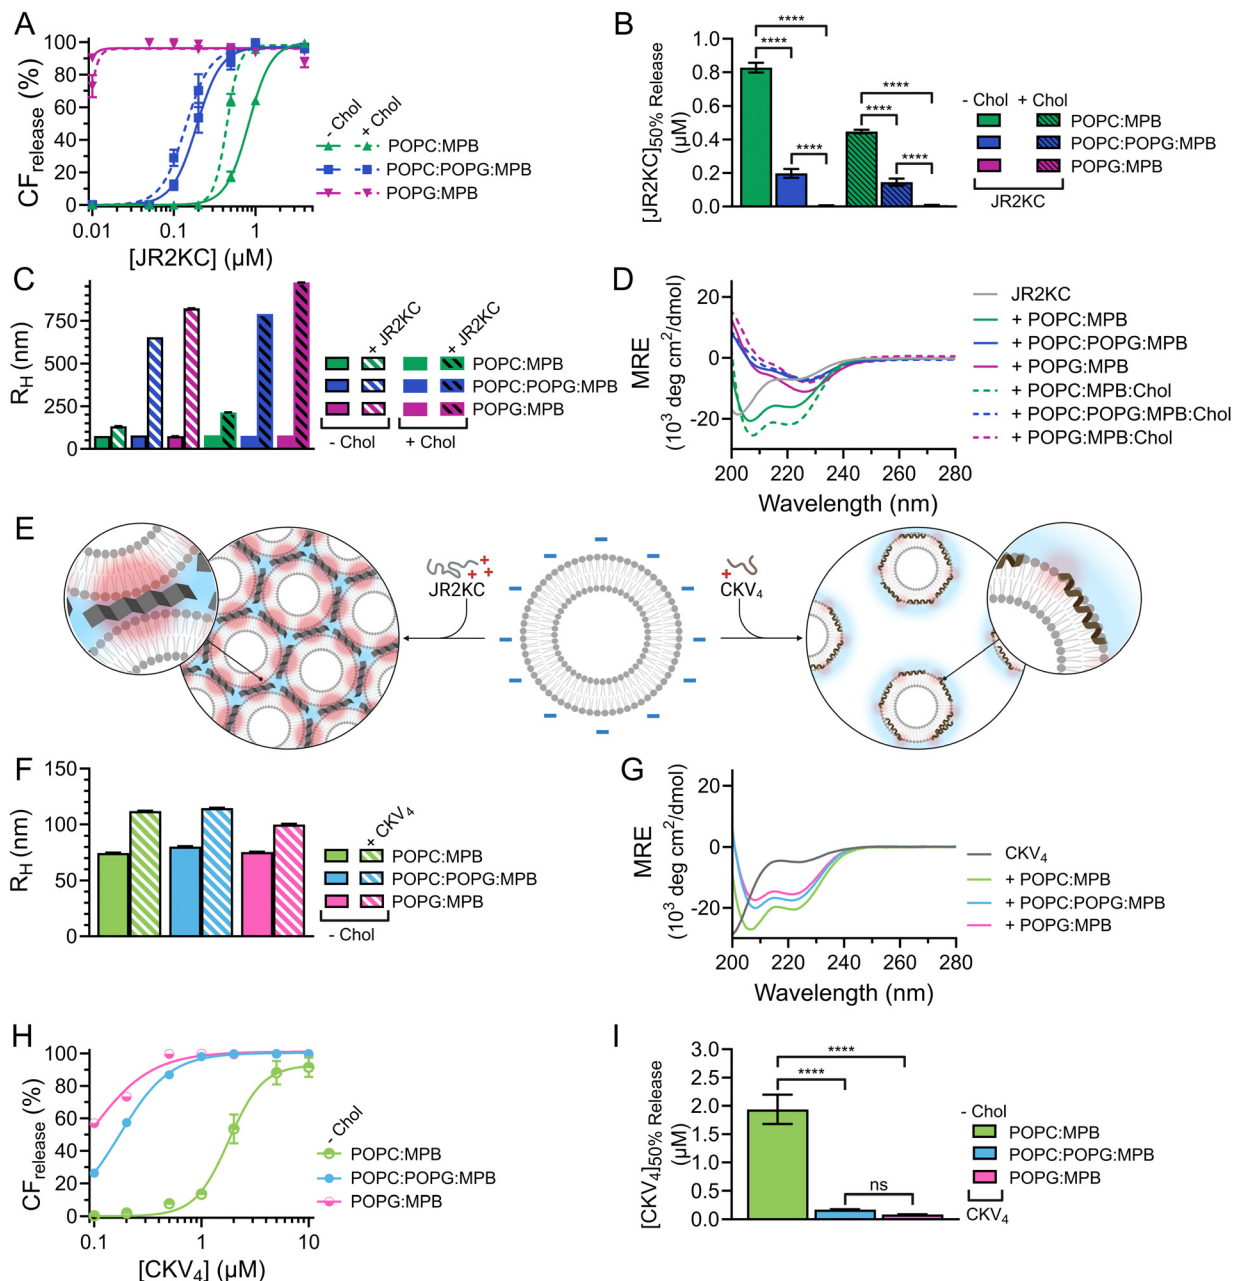 A
CF release (%)
100
80
60
40
20
0
0.01
0.1
1
[JR2KC] (µM)
- Chol
+ Chol
POPC:MPB
POPC:POPG:MPB
POPG:MPB
B
[JR2KC]50% Release
(µM)
1.0
0.8
0.6
0.4
0.2
0.0
****
****
****
****
****
****
- Chol + Chol
POPC:MPB
POPC:POPG:MPB
POPG:MPB
JR2KC
C
RH (nm)
750
500
250
0
+ JR2KC
+ JR2KC
POPC:MPB
POPC:POPG:MPB
POPG:MPB
- Chol
+ Chol
D
MRE
(10³ deg cm²/dmol)
20
0
-20
200 220 240 260 280
Wavelength (nm)
JR2KC
+ POPC:MPB
+ POPC:POPG:MPB
+ POPG:MPB
+ POPC:MPB:Chol
+ POPC:POPG:MPB:Chol
+ POPG:MPB:Chol
E
JR2KC
CKV₄
F
RH (nm)
150
100
50
0
+ CKV₄
POPC:MPB
POPC:POPG:MPB
POPG:MPB
- Chol
G
MRE
(10³ deg cm²/dmol)
20
0
-20
200 220 240 260 280
Wavelength (nm)
CKV₄
+ POPC:MPB
+ POPC:POPG:MPB
+ POPG:MPB
H
CF release (%)
100
80
60
40
20
0
0.1
1
10
[CKV₄] (µM)
- Chol
POPC:MPB
POPC:POPG:MPB
POPG:MPB
I
[CKV₄]50% Release
(µM)
3.0
2.5
2.0
1.5
1.0
0.5
0.0
****
****
ns
- Chol
POPC:MPB
POPC:POPG:MPB
POPG:MPB
CKV₄